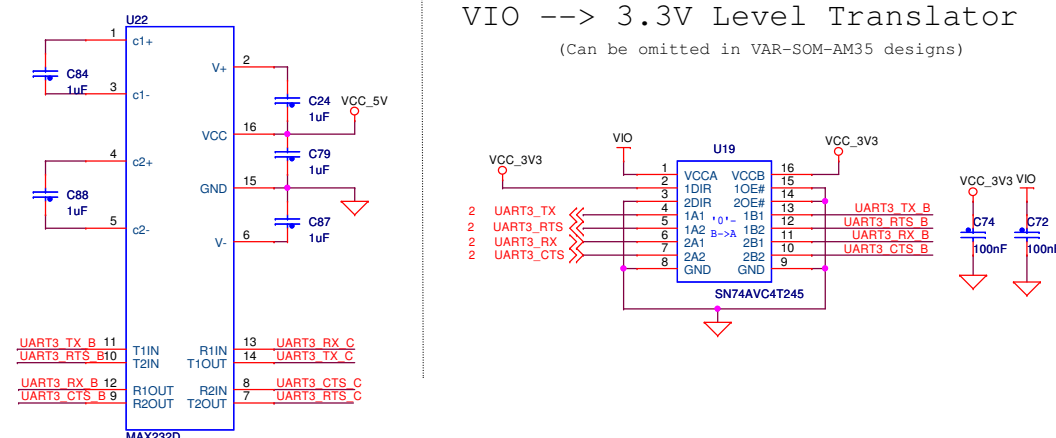 U22
1
c1+
C84
1uF
3
c1-
V+
2
C24
1uF
VCC_5V
VCC
16
C79
1uF
4
c2+
C88
1uF
5
c2-
GND
15
C87
1uF
V-
6
UART3_TX_B 11 T1IN
UART3_RTS_B10 T2IN
R1IN 13 UART3_RX_C
T1OUT 14 UART3_TX_C
UART3_RX_B 12 R1OUT
UART3_CTS_B 9 R2OUT
R2IN 8 UART3_CTS_C
T2OUT 7 UART3_RTS_C
MAX232D
VIO --> 3.3V Level Translator
(Can be omitted in VAR-SOM-AM35 designs)
VIO
VCC_3V3
VCC_3V3
U19
1 VCCA VCCB 16
2 1DIR 1OE# 15
3 2DIR 2OE# 14
2 UART3_TX 4 1A1 1B1 13 UART3_TX_B
2 UART3_RTS 5 1A2 '0'- 1B2 12 UART3_RTS_B
2 UART3_RX 6 2A1 B->A 2B1 11 UART3_RX_B
2 UART3_CTS 7 2A2 2B2 10 UART3_CTS_B
8 GND GND 9
SN74AVC4T245
VCC_3V3 VIO
C74
100nF
C72
100nF